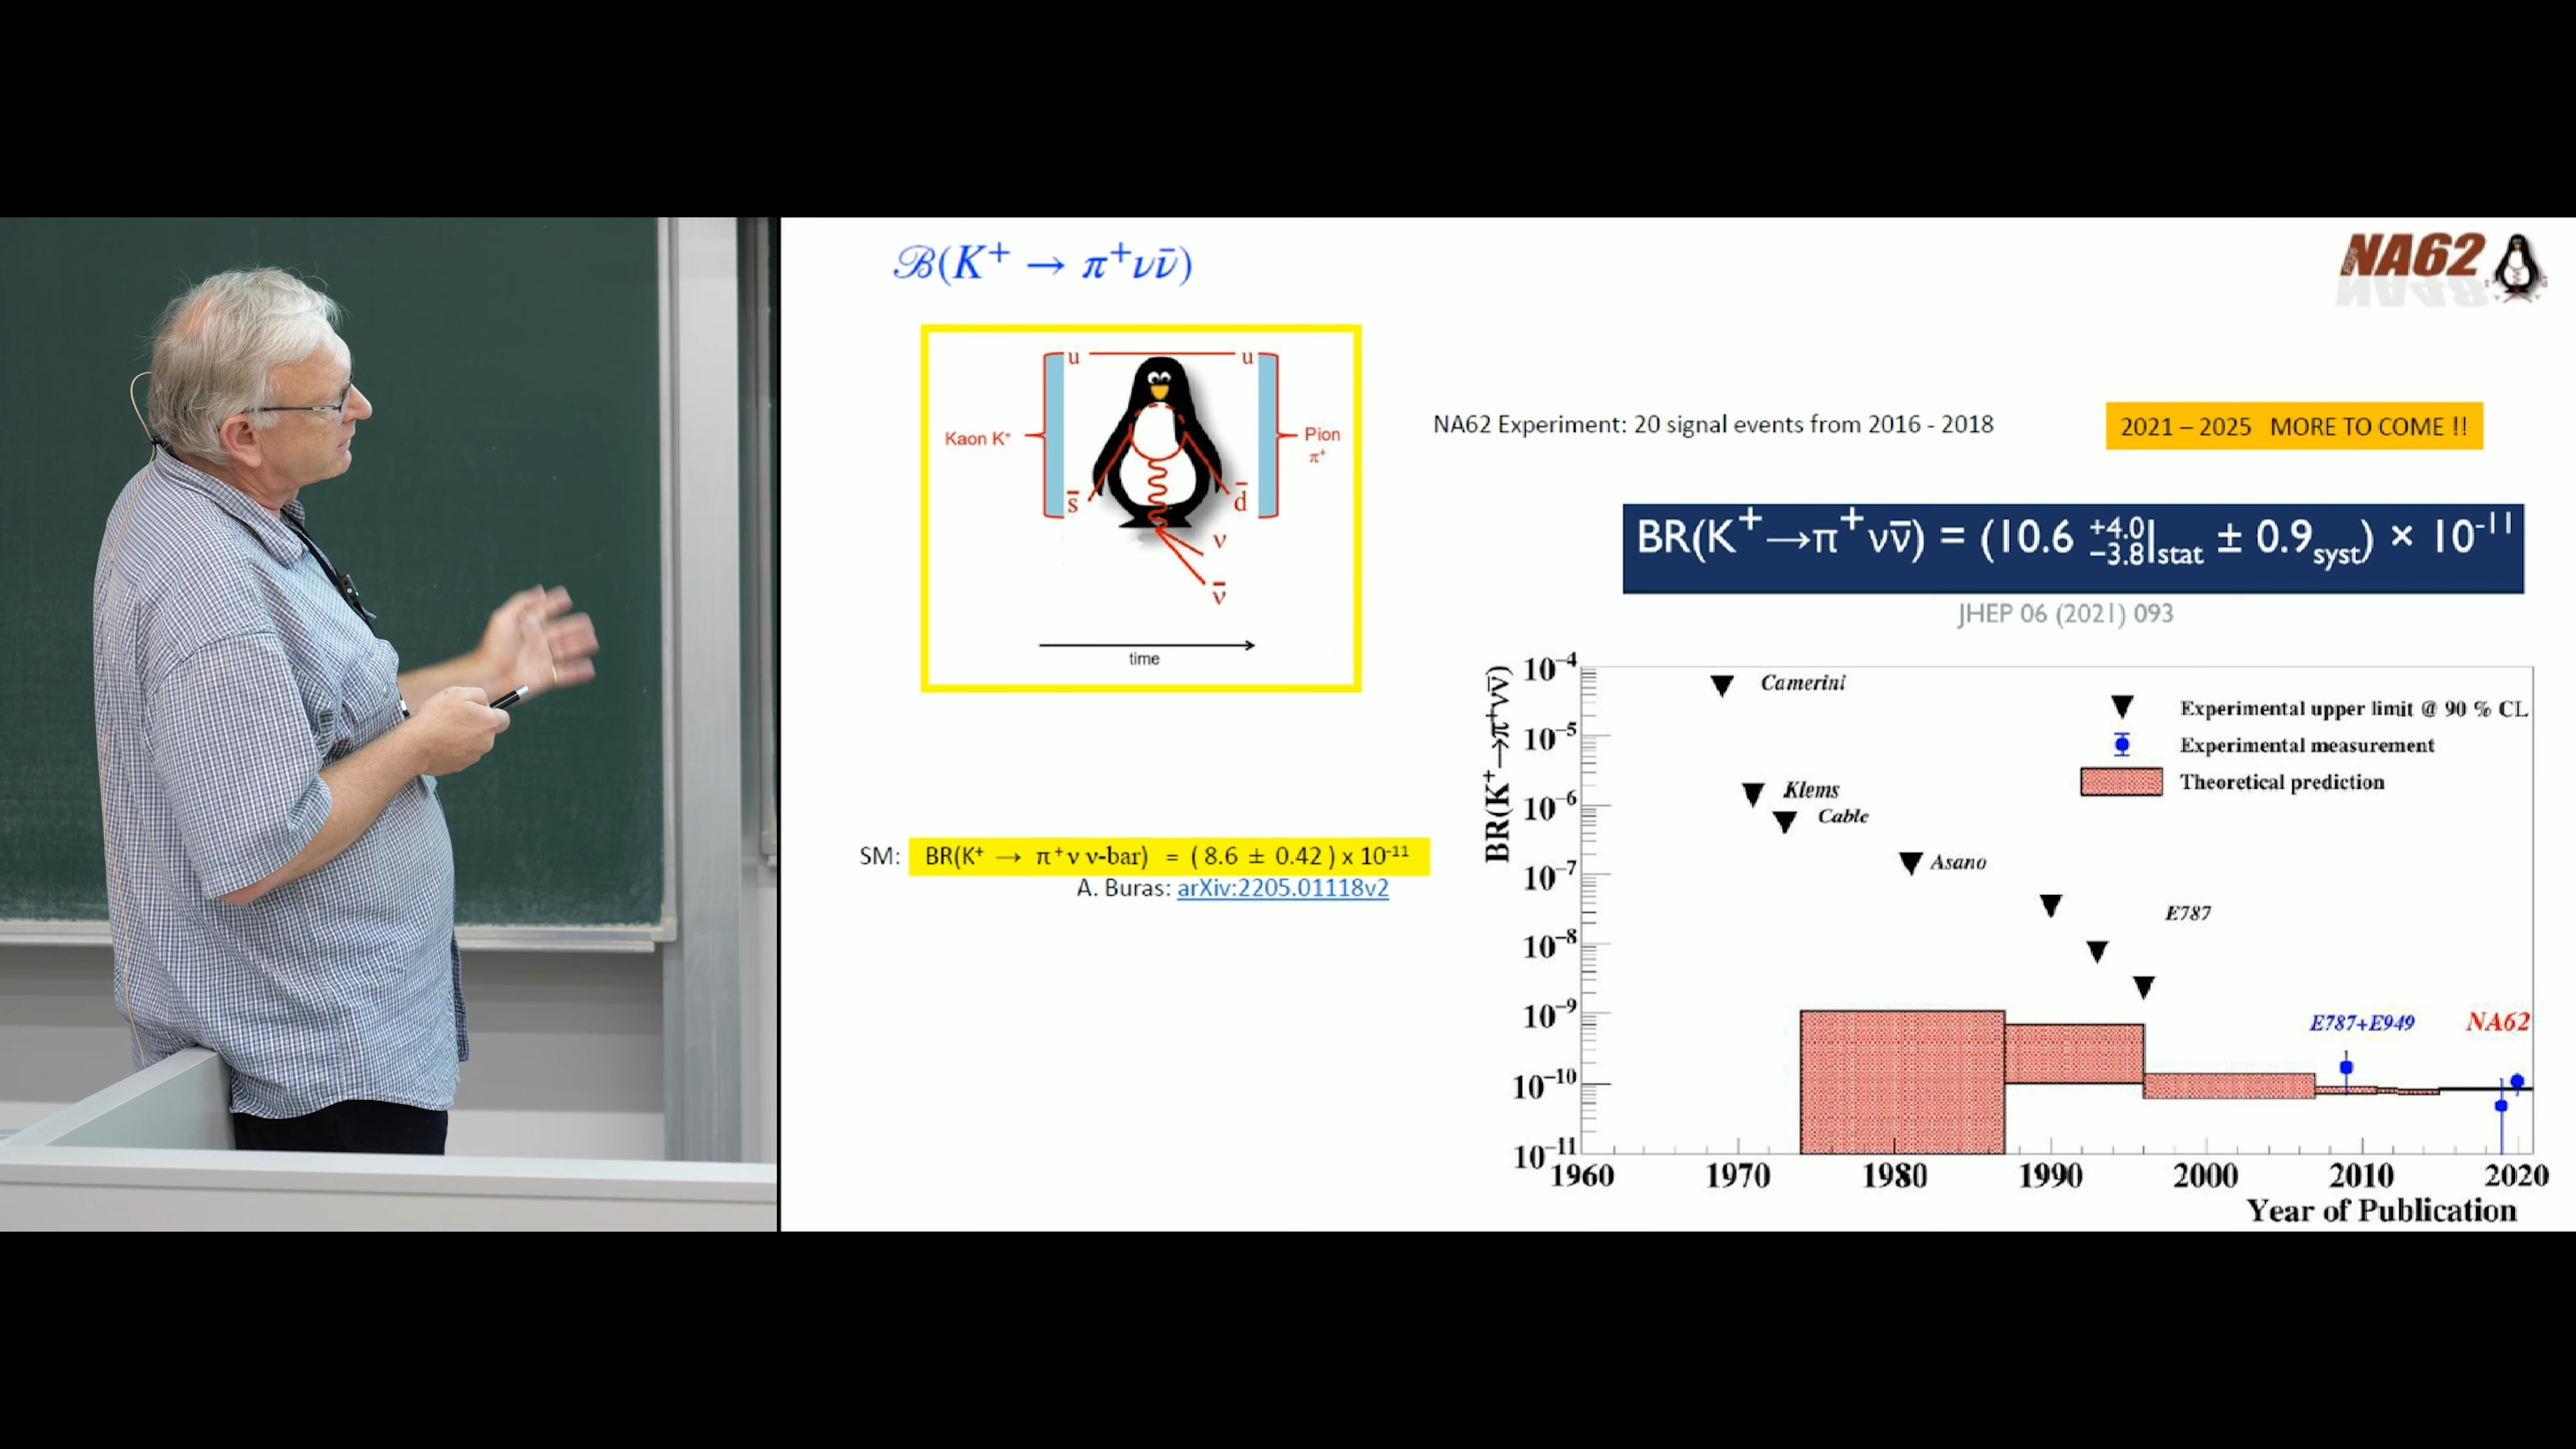 ℬ(K⁺ → π⁺νν̄)
NA62
u u
Kaon K⁺
Pion
π⁺
s̄ d̄
ν
ν̄
time
NA62 Experiment: 20 signal events from 2016 - 2018
2021 – 2025 MORE TO COME !!
BR(K⁺→π⁺νν̄) = (10.6 +4.0 −3.8|stat ± 0.9syst) × 10⁻¹¹
JHEP 06 (2021) 093
SM: BR(K⁺ → π⁺ν ν-bar) = ( 8.6 ± 0.42 ) x 10⁻¹¹
A. Buras: arXiv:2205.01118v2
BR(K⁺→π⁺νν̄)
10⁻⁴
10⁻⁵
10⁻⁶
10⁻⁷
10⁻⁸
10⁻⁹
10⁻¹⁰
10⁻¹¹
Camerini
Klems
Cable
Asano
E787
E787+E949
NA62
Experimental upper limit @ 90 % CL
Experimental measurement
Theoretical prediction
1960 1970 1980 1990 2000 2010 2020
Year of Publication